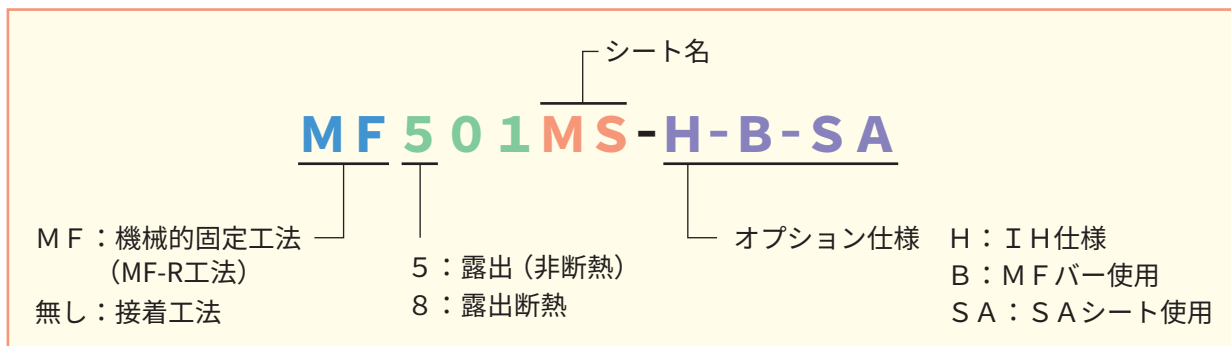 シート名
ＭＦ５０１ＭＳ-Ｈ-Ｂ-ＳＡ
ＭＦ：機械的固定工法
（MF-R工法）
無し：接着工法
５：露出（非断熱）
８：露出断熱
オプション仕様　Ｈ：ＩＨ仕様
Ｂ：ＭＦバー使用
ＳＡ：ＳＡシート使用